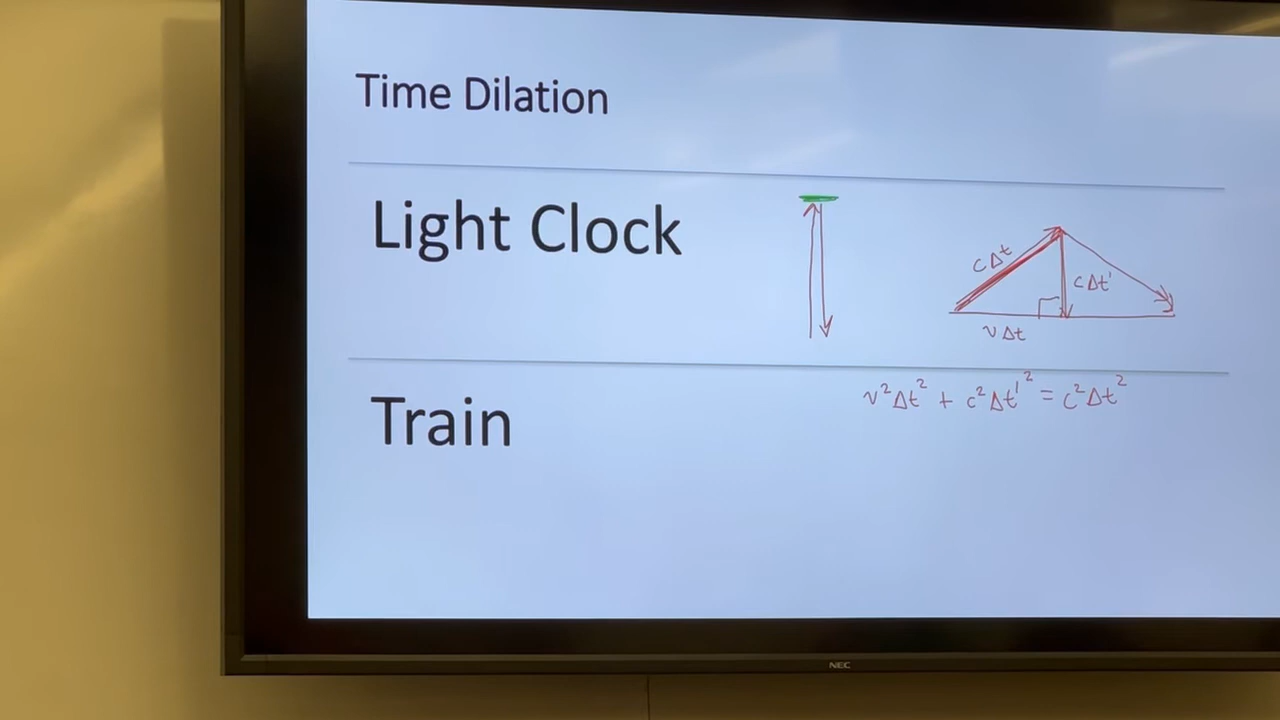 Time Dilation
Light Clock
cΔt
cΔt'
vΔt
v²Δt² + c²Δt'² = c²Δt²
Train
NEC